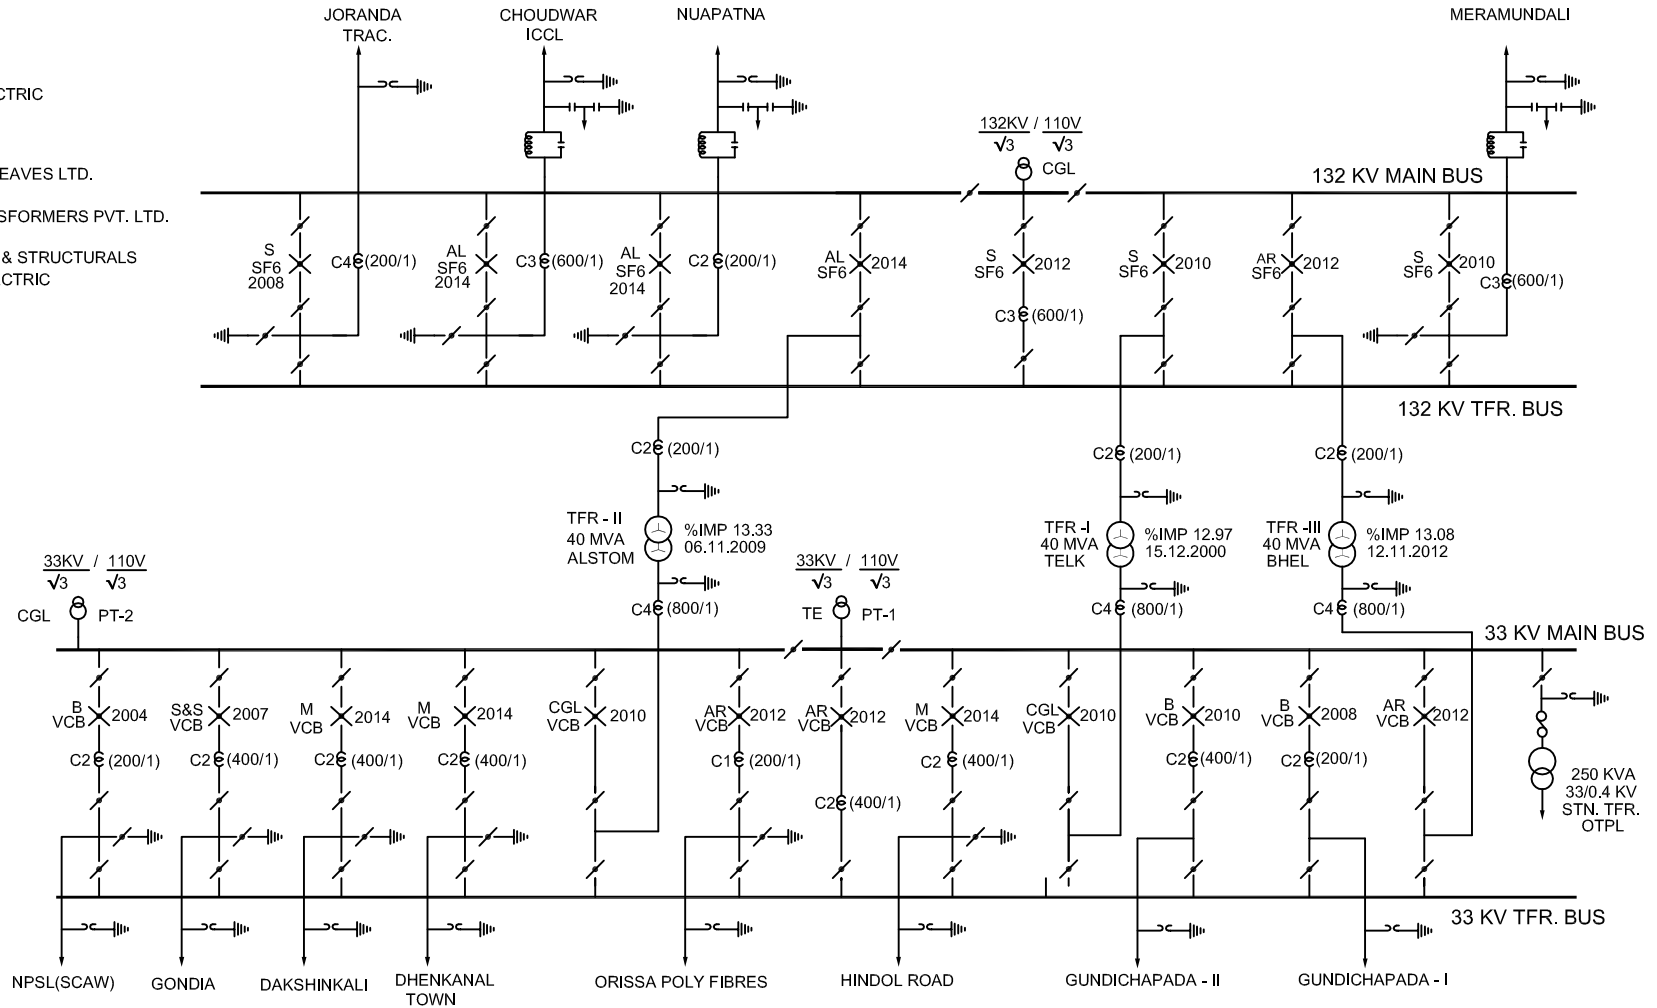 JORANDA
TRAC.
CHOUDWAR
ICCL
NUAPATNA
MERAMUNDALI
CTRIC
EAVES LTD.
SFORMERS PVT. LTD.
& STRUCTURALS
CTRIC
132KV / 110V
√3 √3
CGL
132 KV MAIN BUS
S
SF6
2008
C4 (200/1)
AL
SF6
2014
C3 (600/1)
AL
SF6
2014
C2 (200/1)
AL
SF6
2014
S
SF6
2012
C3 (600/1)
S
SF6
2010
AR
SF6
2012
S
SF6
2010
C3 (600/1)
132 KV TFR. BUS
C2 (200/1)
C2 (200/1)
C2 (200/1)
TFR - II
40 MVA
ALSTOM
%IMP 13.33
06.11.2009
TFR -I
40 MVA
TELK
%IMP 12.97
15.12.2000
TFR -III
40 MVA
BHEL
%IMP 13.08
12.11.2012
33KV / 110V
√3 √3
CGL PT-2
33KV / 110V
√3 √3
TE PT-1
C4 (800/1)
C4 (800/1)
C4 (800/1)
33 KV MAIN BUS
B
VCB
2004
C2 (200/1)
S&S
VCB
2007
C2 (400/1)
M
VCB
2014
C2 (400/1)
M
VCB
2014
C2 (400/1)
CGL
VCB
2010
AR
VCB
2012
C1 (200/1)
AR
VCB
2012
C2 (400/1)
M
VCB
2014
C2 (400/1)
CGL
VCB
2010
B
VCB
2010
C2 (400/1)
B
VCB
2008
C2 (200/1)
AR
VCB
2012
250 KVA
33/0.4 KV
STN. TFR.
OTPL
33 KV TFR. BUS
NPSL(SCAW)
GONDIA
DAKSHINKALI
DHENKANAL
TOWN
ORISSA POLY FIBRES
HINDOL ROAD
GUNDICHAPADA - II
GUNDICHAPADA - I